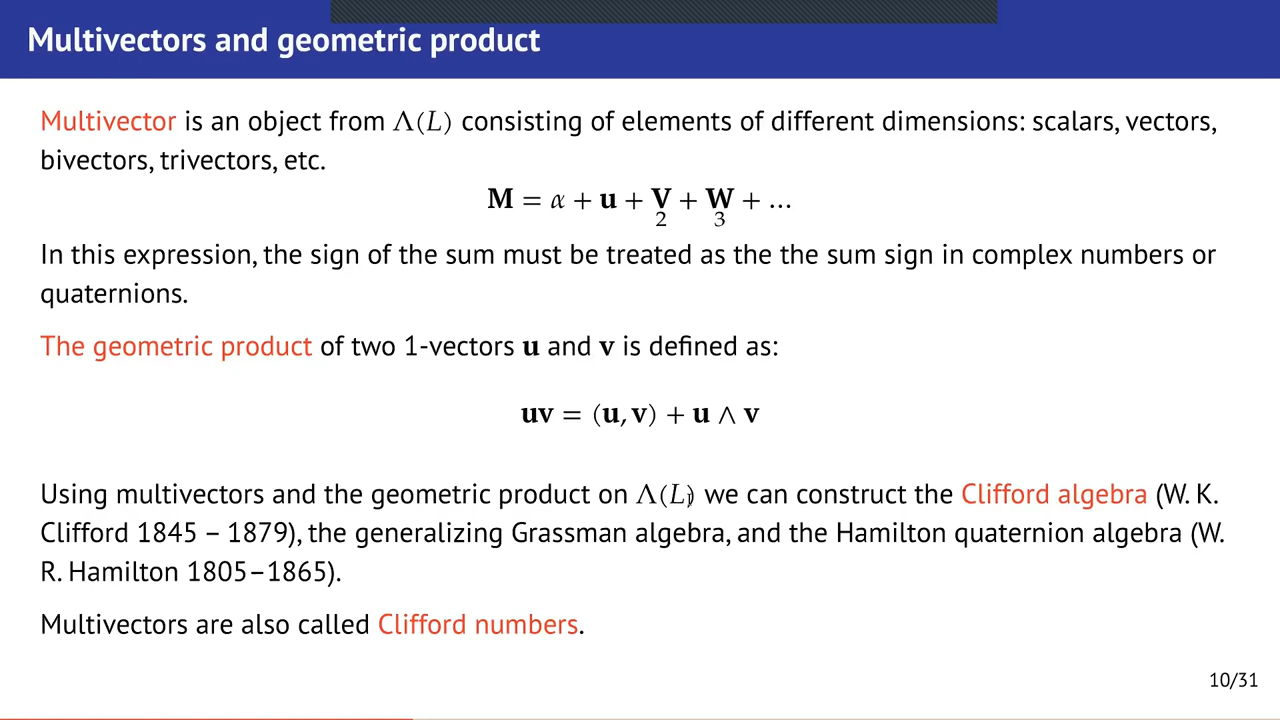 Multivectors and geometric product
Multivector is an object from Λ(L) consisting of elements of different dimensions: scalars, vectors,
bivectors, trivectors, etc.
M = α + u + V + W + ...
2 3
In this expression, the sign of the sum must be treated as the the sum sign in complex numbers or
quaternions.
The geometric product of two 1-vectors u and v is defined as:
uv = (u, v) + u ∧ v
Using multivectors and the geometric product on Λ(L) we can construct the Clifford algebra (W. K.
Clifford 1845 – 1879), the generalizing Grassman algebra, and the Hamilton quaternion algebra (W.
R. Hamilton 1805–1865).
Multivectors are also called Clifford numbers.
10/31